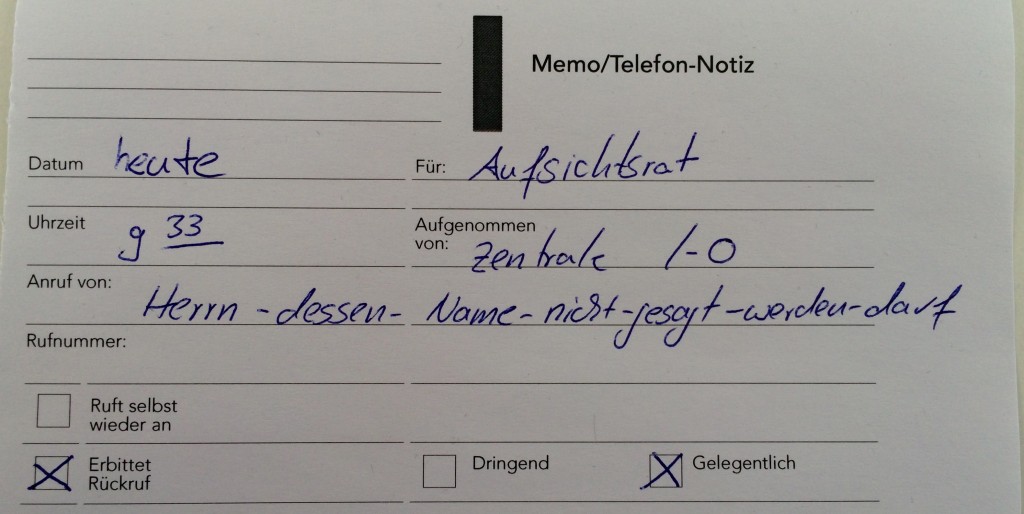 Memo/Telefon-Notiz
Datum heute Für: Aufsichtsrat
Uhrzeit 9 33 Aufgenommen von: Zentrale /-0
Anruf von: Herrn -dessen- Name-nicht-gesagt-werden-darf
Rufnummer:
Ruft selbst
wieder an
Erbittet Dringend Gelegentlich
Rückruf